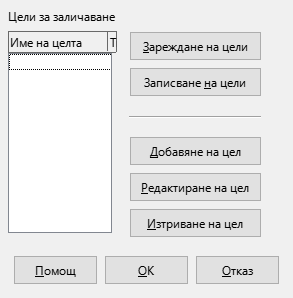 Цели за заличаване
Име на целта Т
Зареждане на цели
Записване на цели
Добавяне на цел
Редактиране на цел
Изтриване на цел
Помощ
OK
Отказ